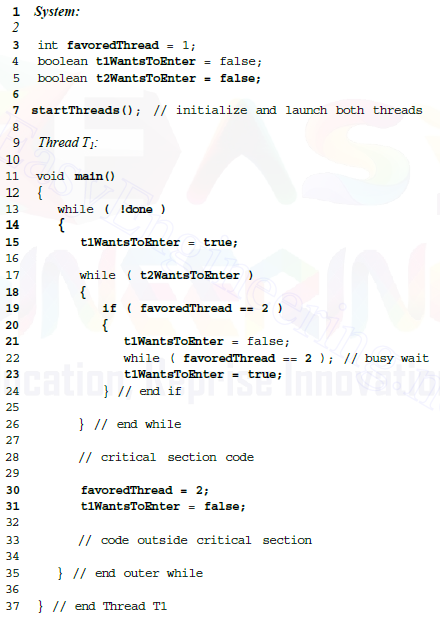 1 System:
2
3 int favoredThread = 1;
4 boolean t1WantsToEnter = false;
5 boolean t2WantsToEnter = false;
6
7 startThreads(); // initialize and launch both threads
8
9 Thread T1:
10
11 void main()
12 {
13 while ( !done )
14 {
15 t1WantsToEnter = true;
16
17 while ( t2WantsToEnter )
18 {
19 if ( favoredThread == 2 )
20 {
21 t1WantsToEnter = false;
22 while ( favoredThread == 2 ); // busy wait
23 t1WantsToEnter = true;
24 } // end if
25
26 } // end while
27
28 // critical section code
29
30 favoredThread = 2;
31 t1WantsToEnter = false;
32
33 // code outside critical section
34
35 } // end outer while
36
37 } // end Thread T1